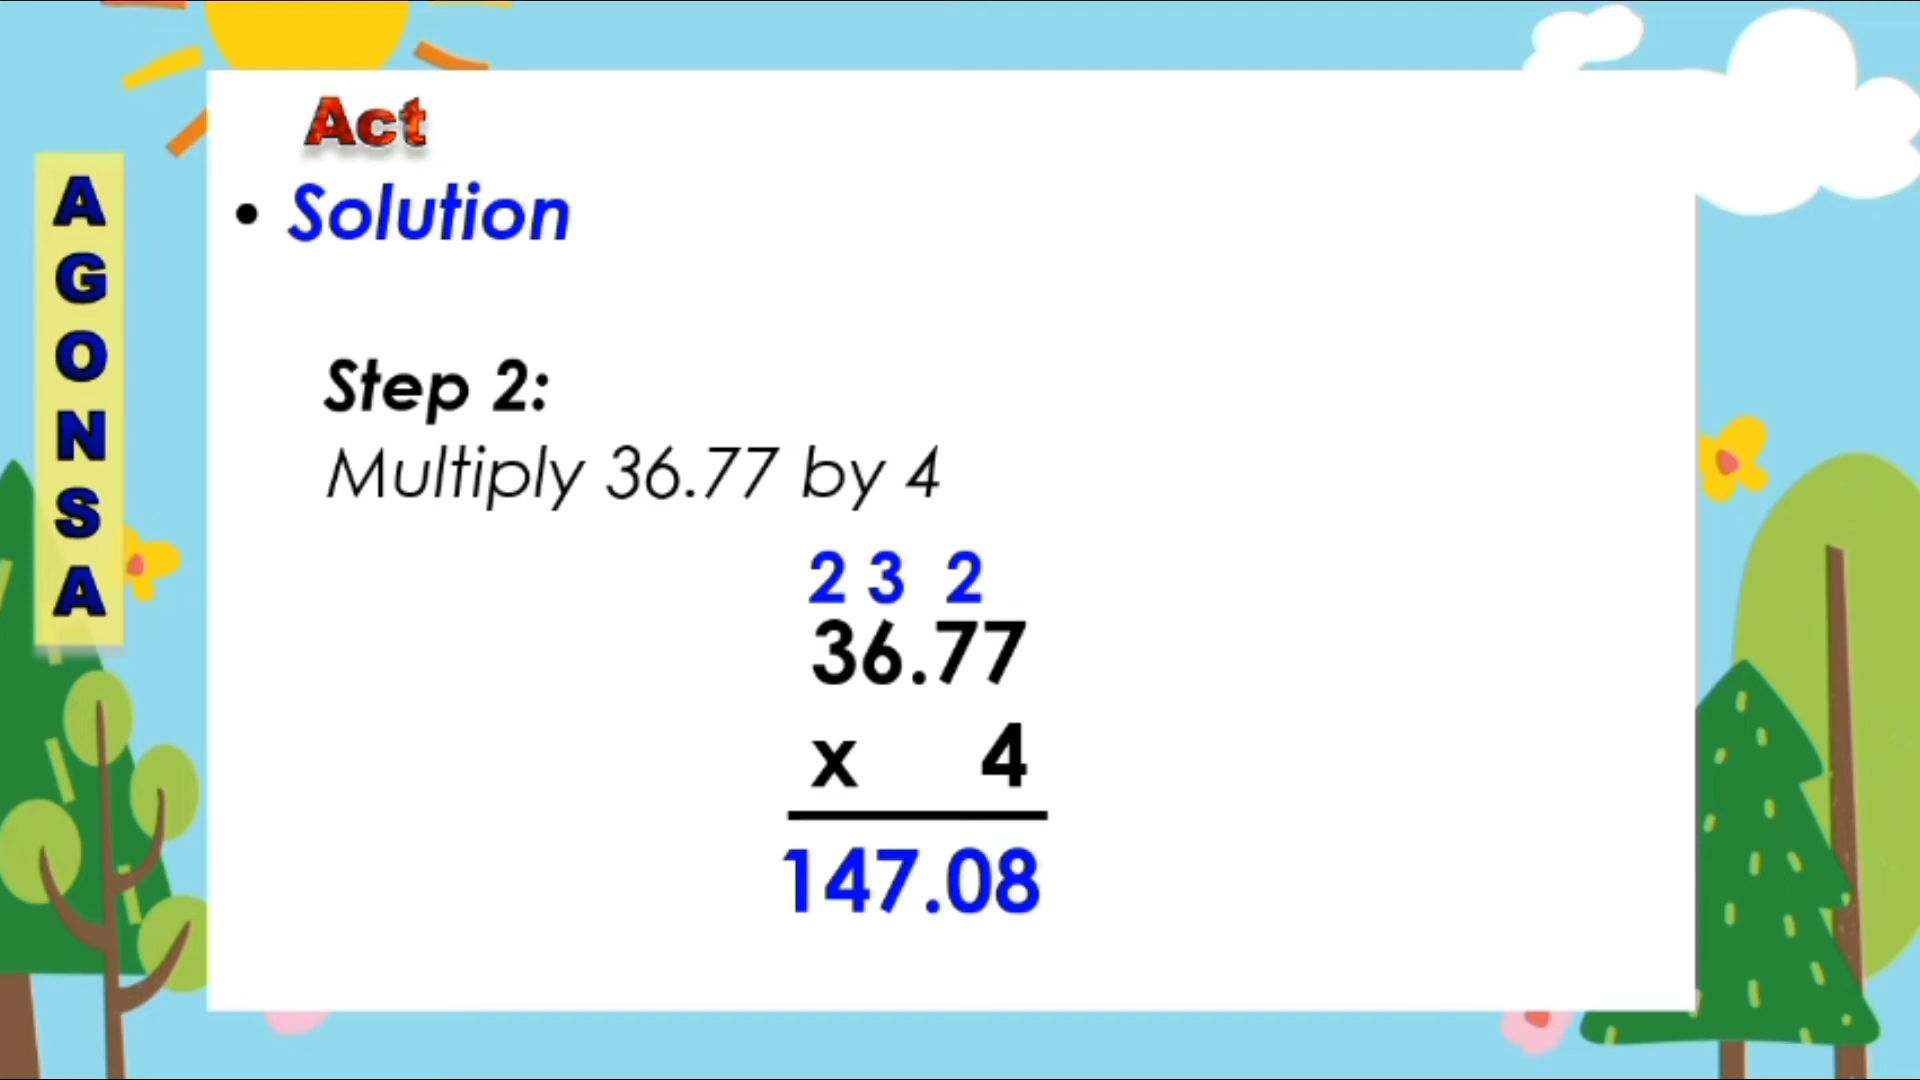 AGONSA
Act
• Solution
Step 2:
Multiply 36.77 by 4
2 3 2
36.77
x 4
147.08